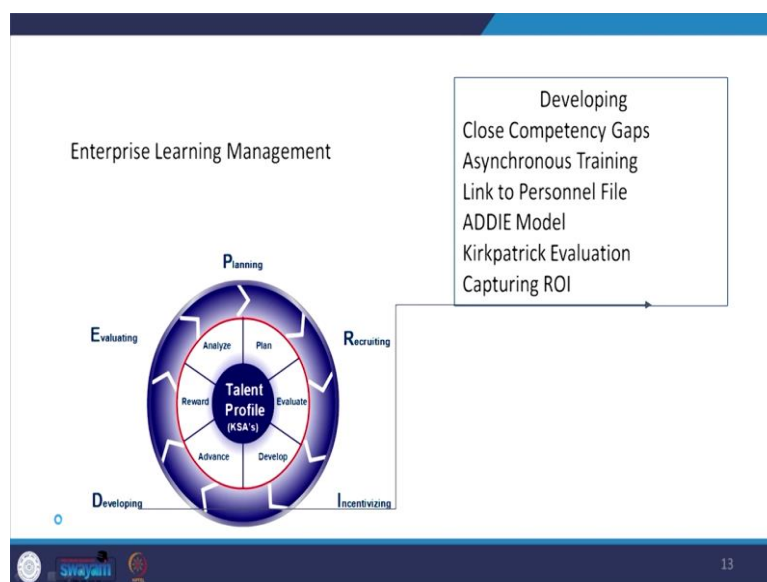 Developing
Close Competency Gaps
Asynchronous Training
Link to Personnel File
ADDIE Model
Kirkpatrick Evaluation
Capturing ROI
Enterprise Learning Management
Planning
Evaluating
Recruiting
Analyze
Plan
Reward
Talent
Profile
(KSA's)
Evaluate
Advance
Develop
Developing
Incentivizing
swayam
13